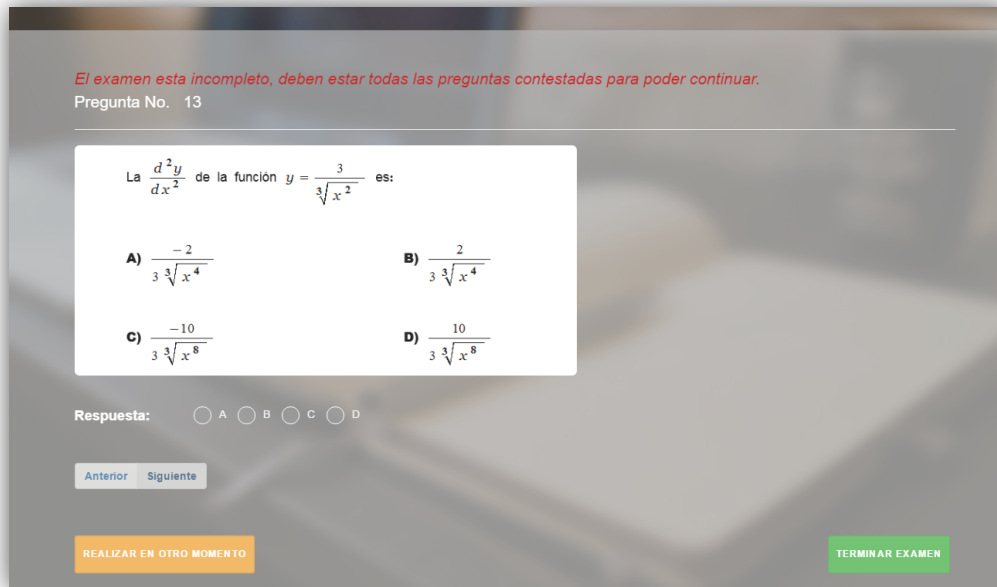 El examen esta incompleto, deben estar todas las preguntas contestadas para poder continuar.
Pregunta No. 13
La d²y/dx² de la función y = 3/∛x² es:
A) -2/3∛x⁴ B) 2/3∛x⁴
C) -10/3∛x⁸ D) 10/3∛x⁸
Respuesta: A B C D
Anterior Siguiente
REALIZAR EN OTRO MOMENTO TERMINAR EXAMEN